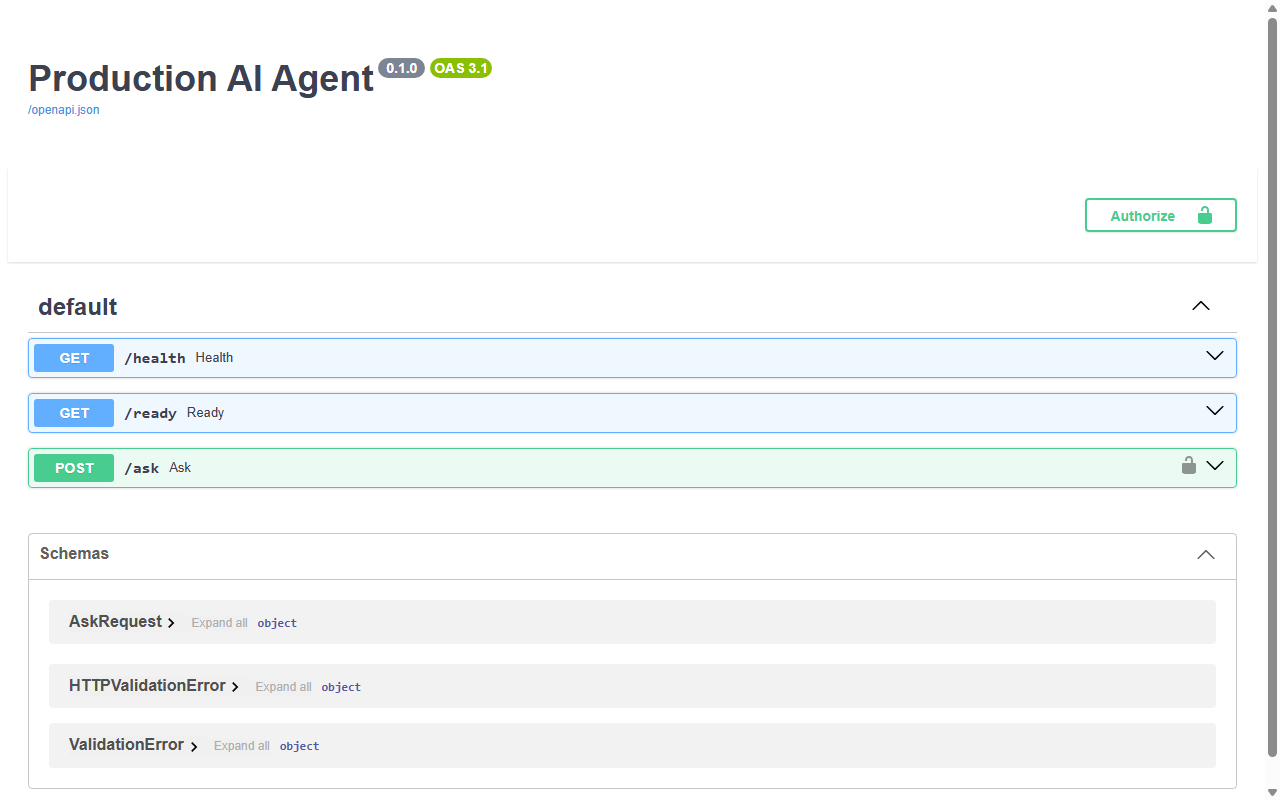 Production AI Agent 0.1.0 OAS 3.1
/openapi.json
Authorize
default
GET /health Health
GET /ready Ready
POST /ask Ask
Schemas
AskRequest Expand all object
HTTPValidationError Expand all object
ValidationError Expand all object